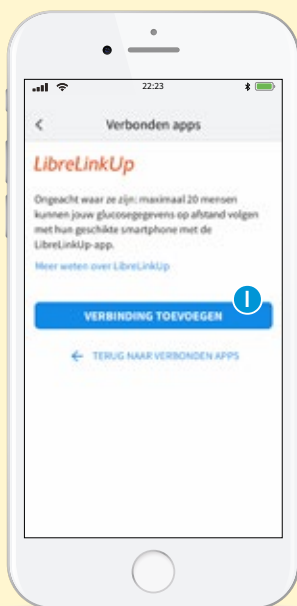 22:23
Verbonden apps
LibreLinkUp
Ongeacht waar ze zijn: maximaal 20 mensen
kunnen jouw glucosegegevens op afstand volgen
met hun geschikte smartphone met de
LibreLinkUp-app.
Meer weten over LibreLinkUp
1
VERBINDING TOEVOEGEN
TERUG NAAR VERBONDEN APPS